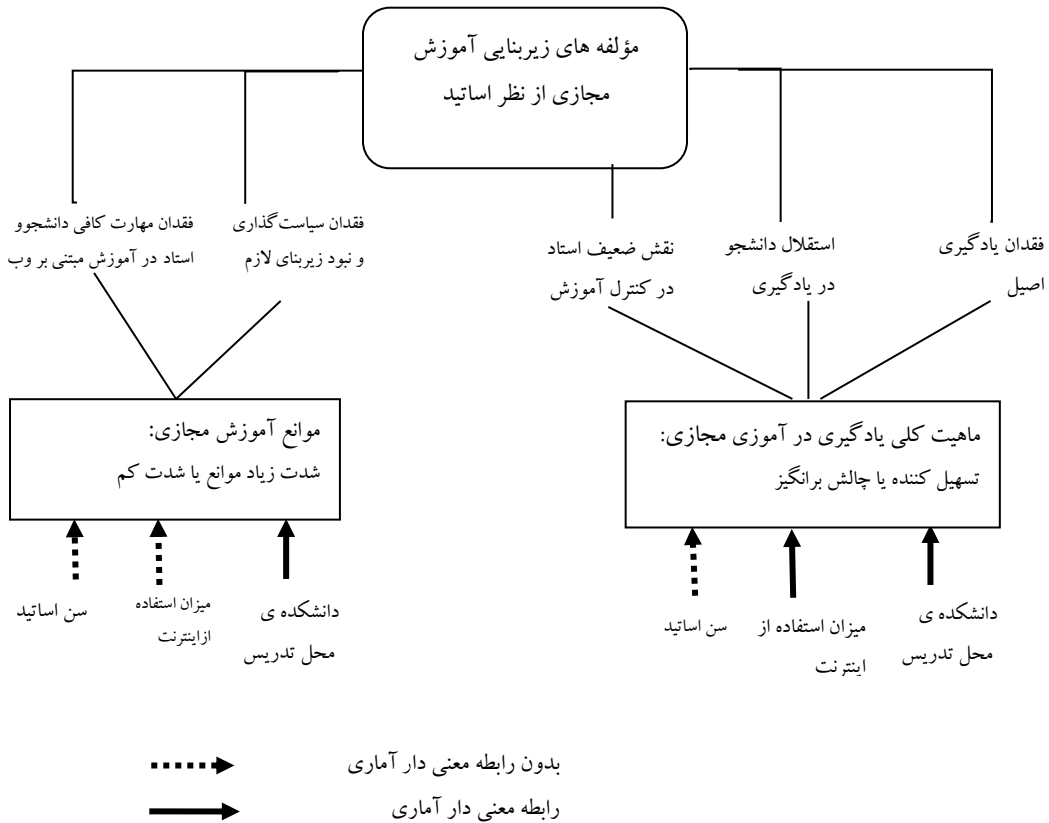 مؤلفه های زیربنایی آموزش
مجازی از نظر اساتید
فقدان یادگیری
اصیل
استقلال دانشجو
در یادگیری
نقش ضعیف استاد
در کنترل آموزش
فقدان سیاست‌گذاری
و نبود زیربنای لازم
فقدان مهارت کافی دانشجوو
استاد در آموزش مبتنی بر وب
ماهیت کلی یادگیری در آموزی مجازی:
تسهیل کننده یا چالش برانگیز
موانع آموزش مجازی:
شدت زیاد موانع یا شدت کم
دانشکده ی
محل تدریس
میزان استفاده از
اینترنت
سن اساتید
دانشکده ی
محل تدریس
میزان استفاده
ازاینترنت
سن اساتید
بدون رابطه معنی دار آماری
رابطه معنی دار آماری